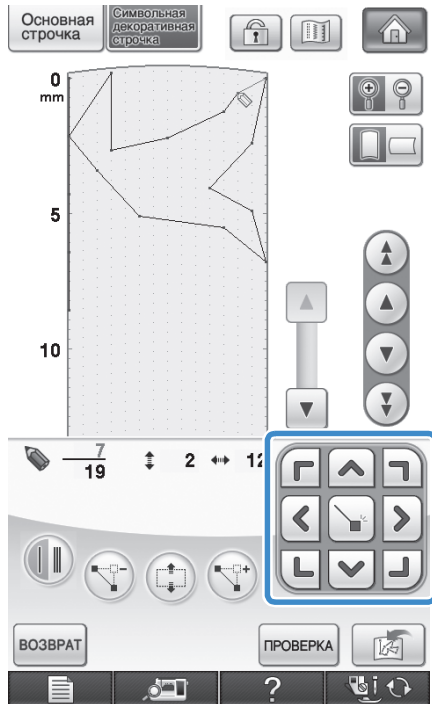 Основная
строчка
Символьная
декоративная
строчка
0
mm
5
10
7
19
2
12
ВОЗВРАТ
ПРОВЕРКА
?